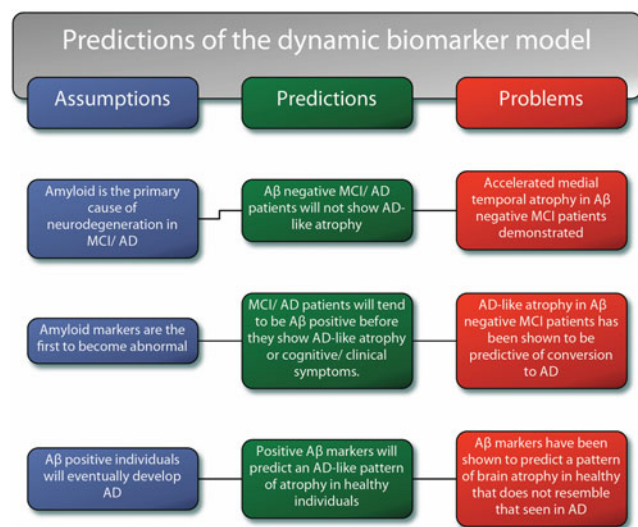 Predictions of the dynamic biomarker model
Assumptions
Predictions
Problems
Amyloid is the primary
cause of
neurodegeneration in
MCI/ AD
Aβ negative MCI/ AD
patients will not show AD-
like atrophy
Accelerated medial
temporal atrophy in Aβ
negative MCI patients
demonstrated
Amyloid markers are the
first to become abnormal
MCI/ AD patients will tend
to be Aβ positive before
they show AD-like atrophy
or cognitive/ clinical
symptoms.
AD-like atrophy in Aβ
negative MCI patients has
been shown to be
predictive of conversion
to AD
Aβ positive individuals
will eventually develop
AD
Positive Aβ markers will
predict an AD-like pattern
of atrophy in healthy
individuals
Aβ markers have been
shown to predict a pattern
of brain atrophy in healthy
that does not resemble
that seen in AD